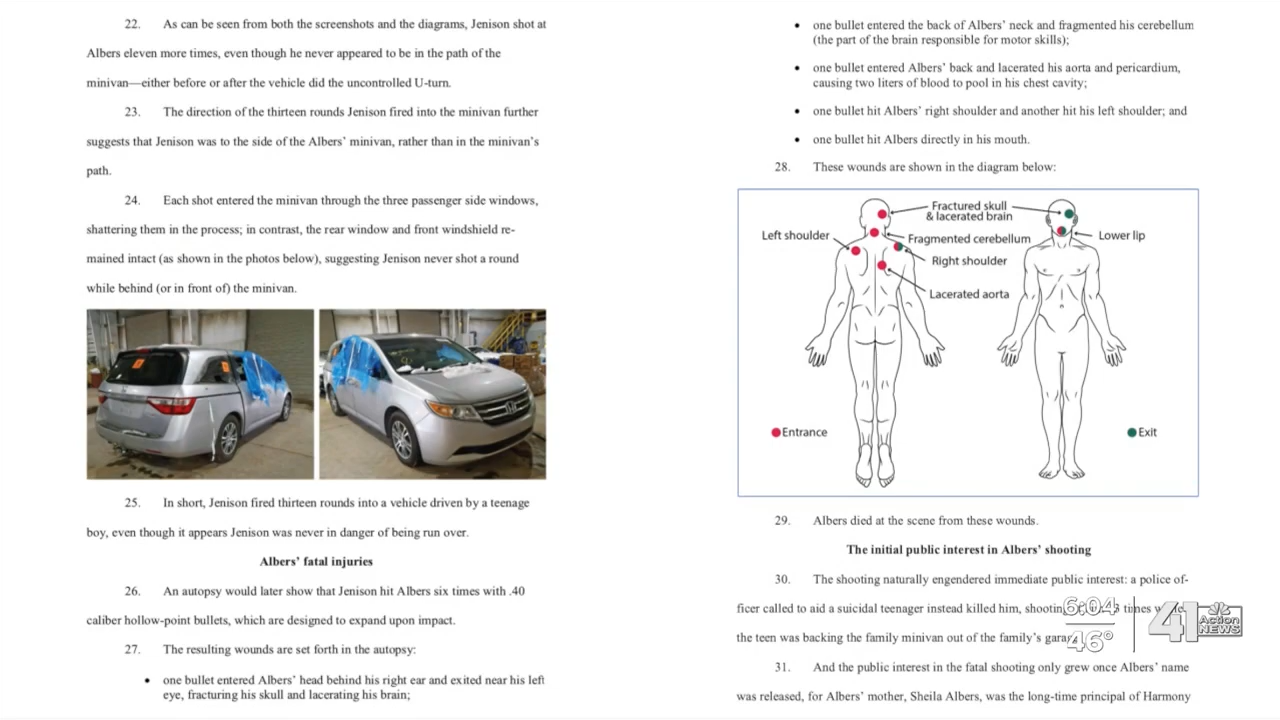 22. As can be seen from both the screenshots and the diagrams, Jenison shot at
Albers eleven more times, even though he never appeared to be in the path of the
minivan—either before or after the vehicle did the uncontrolled U-turn.
23. The direction of the thirteen rounds Jenison fired into the minivan further
suggests that Jenison was to the side of the Albers’ minivan, rather than in the minivan’s
path.
24. Each shot entered the minivan through the three passenger side windows,
shattering them in the process; in contrast, the rear window and front windshield re-
mained intact (as shown in the photos below), suggesting Jenison never shot a round
while behind (or in front of) the minivan.
25. In short, Jenison fired thirteen rounds into a vehicle driven by a teenage
boy, even though it appears Jenison was never in danger of being run over.
Albers’ fatal injuries
26. An autopsy would later show that Jenison hit Albers six times with .40
caliber hollow-point bullets, which are designed to expand upon impact.
27. The resulting wounds are set forth in the autopsy:
• one bullet entered Albers’ head behind his right ear and exited near his left
eye, fracturing his skull and lacerating his brain;
• one bullet entered the back of Albers’ neck and fragmented his cerebellum
(the part of the brain responsible for motor skills);
• one bullet entered Albers’ back and lacerated his aorta and pericardium,
causing two liters of blood to pool in his chest cavity;
• one bullet hit Albers’ right shoulder and another hit his left shoulder; and
• one bullet hit Albers directly in his mouth.
28. These wounds are shown in the diagram below:
Fractured skull
& lacerated brain
Left shoulder
Fragmented cerebellum
Lower lip
Right shoulder
Lacerated aorta
Entrance
Exit
29. Albers died at the scene from these wounds.
The initial public interest in Albers’ shooting
30. The shooting naturally engendered immediate public interest: a police of-
ficer called to aid a suicidal teenager instead killed him, shooting times
the teen was backing the family minivan out of the family’s
31. And the public interest in the fatal shooting only grew once Albers’ name
was released, for Albers’ mother, Sheila Albers, was the long-time principal of Harmony
6:04
46°
41
Action
NEWS